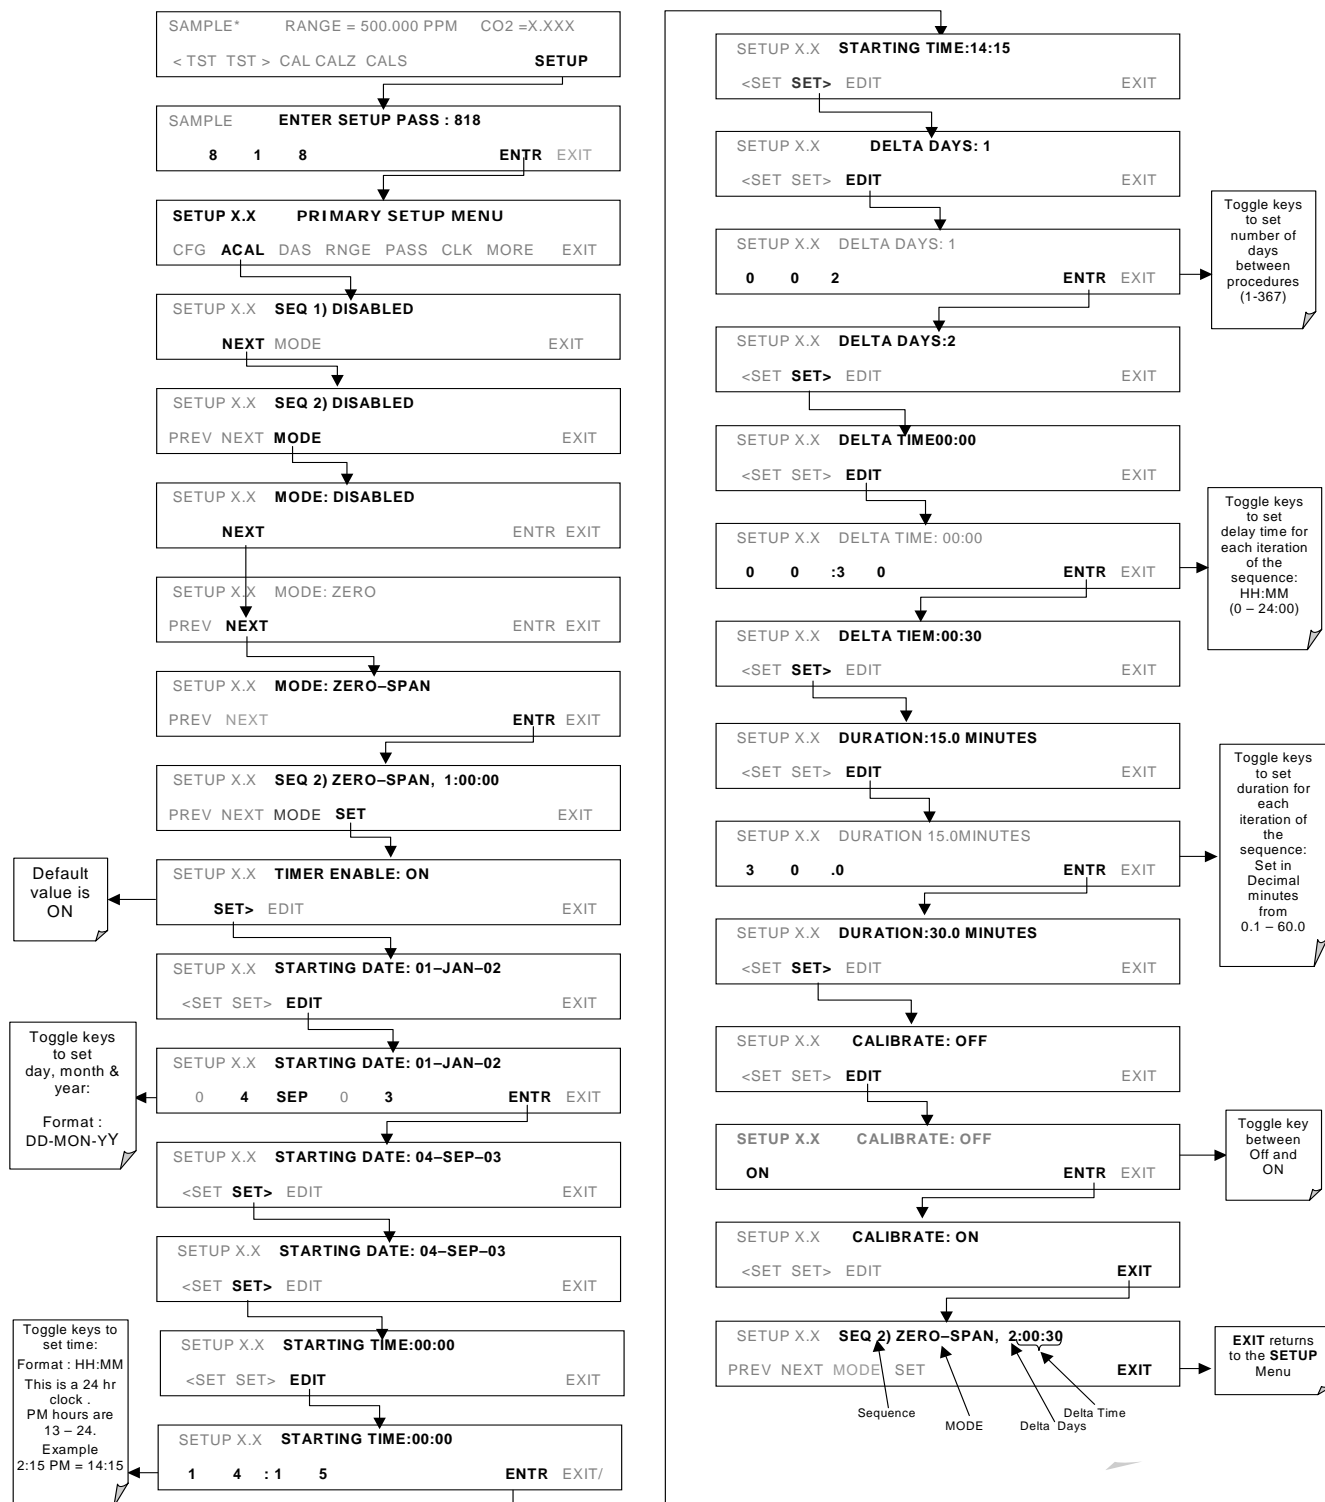 SAMPLE* RANGE = 500.000 PPM CO2 =X.XXX
< TST TST > CAL CALZ CALS SETUP
SAMPLE ENTER SETUP PASS : 818
8 1 8 ENTR EXIT
SETUP X.X PRIMARY SETUP MENU
CFG ACAL DAS RNGE PASS CLK MORE EXIT
SETUP X.X SEQ 1) DISABLED
NEXT MODE EXIT
SETUP X.X SEQ 2) DISABLED
PREV NEXT MODE EXIT
SETUP X.X MODE: DISABLED
NEXT ENTR EXIT
SETUP X.X MODE: ZERO
PREV NEXT ENTR EXIT
SETUP X.X MODE: ZERO–SPAN
PREV NEXT ENTR EXIT
SETUP X.X SEQ 2) ZERO–SPAN, 1:00:00
PREV NEXT MODE SET EXIT
Default
value is
ON
SETUP X.X TIMER ENABLE: ON
SET> EDIT EXIT
SETUP X.X STARTING DATE: 01–JAN–02
<SET SET> EDIT EXIT
Toggle keys
to set
day, month &
year:
Format :
DD-MON-YY
SETUP X.X STARTING DATE: 01–JAN–02
0 4 SEP 0 3 ENTR EXIT
SETUP X.X STARTING DATE: 04–SEP–03
<SET SET> EDIT EXIT
SETUP X.X STARTING DATE: 04–SEP–03
<SET SET> EDIT EXIT
Toggle keys to
set time:
Format : HH:MM
This is a 24 hr
clock .
PM hours are
13 – 24.
Example
2:15 PM = 14:15
SETUP X.X STARTING TIME:00:00
<SET SET> EDIT EXIT
SETUP X.X STARTING TIME:00:00
1 4 : 1 5 ENTR EXIT/
SETUP X.X STARTING TIME:14:15
<SET SET> EDIT EXIT
SETUP X.X DELTA DAYS: 1
<SET SET> EDIT EXIT
SETUP X.X DELTA DAYS: 1
0 0 2 ENTR EXIT
Toggle keys
to set
number of
days
between
procedures
(1-367)
SETUP X.X DELTA DAYS:2
<SET SET> EDIT EXIT
SETUP X.X DELTA TIME00:00
<SET SET> EDIT EXIT
SETUP X.X DELTA TIME: 00:00
0 0 :3 0 ENTR EXIT
Toggle keys
to set
delay time for
each iteration
of the
sequence:
HH:MM
(0 – 24:00)
SETUP X.X DELTA TIEM:00:30
<SET SET> EDIT EXIT
SETUP X.X DURATION:15.0 MINUTES
<SET SET> EDIT EXIT
SETUP X.X DURATION 15.0MINUTES
3 0 .0 ENTR EXIT
Toggle keys
to set
duration for
each
iteration of
the
sequence:
Set in
Decimal
minutes
from
0.1 – 60.0
SETUP X.X DURATION:30.0 MINUTES
<SET SET> EDIT EXIT
SETUP X.X CALIBRATE: OFF
<SET SET> EDIT EXIT
SETUP X.X CALIBRATE: OFF
ON ENTR EXIT
Toggle key
between
Off and
ON
SETUP X.X CALIBRATE: ON
<SET SET> EDIT EXIT
SETUP X.X SEQ 2) ZERO–SPAN, 2:00:30
PREV NEXT MODE SET EXIT
EXIT returns
to the SETUP
Menu
Sequence
MODE
Delta Days
Delta Time